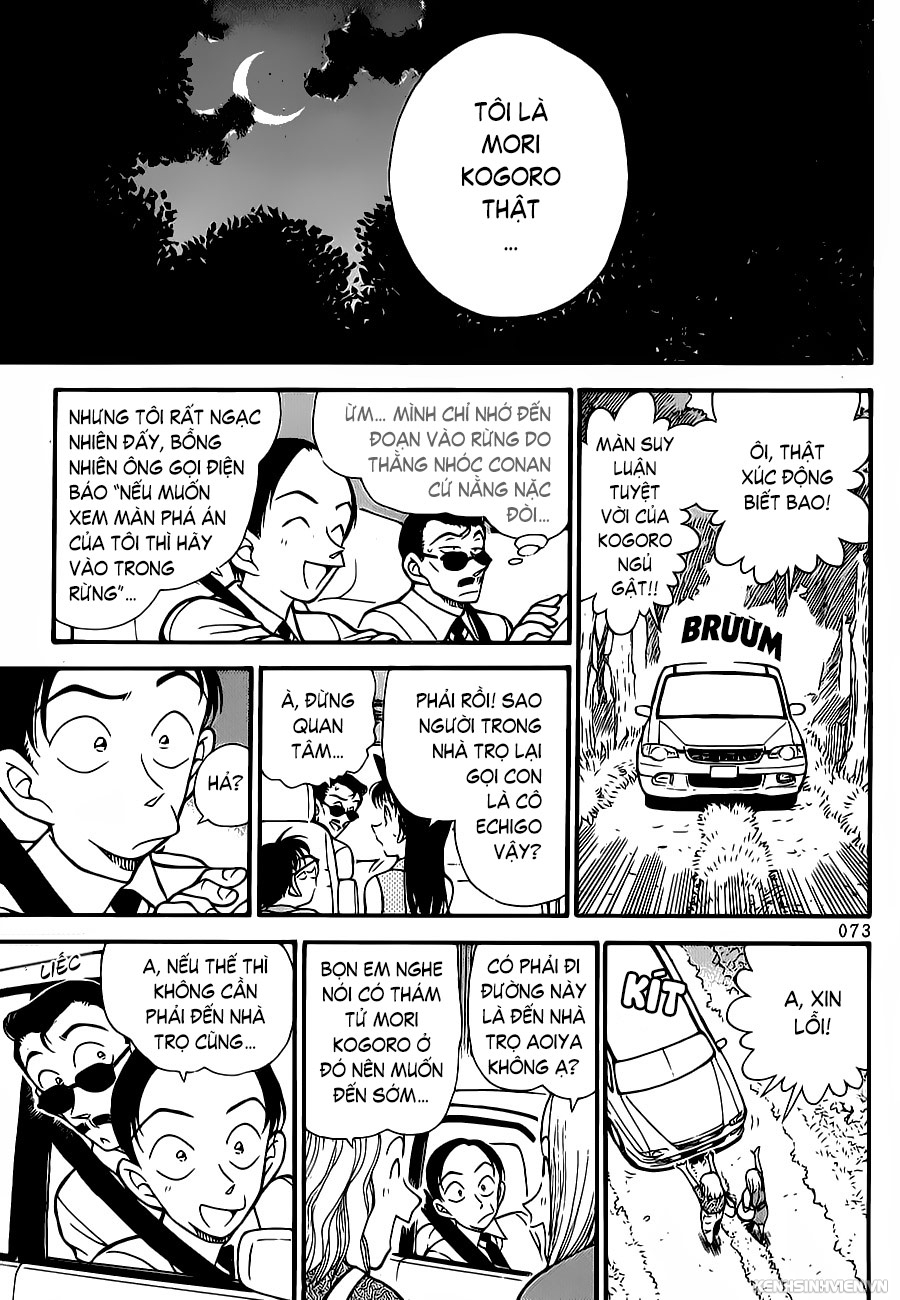 TÔI LÀ
MORI
KOGORO
THẬT
...
ÔI, THẬT
XÚC ĐỘNG
BIẾT BAO!
MÀN SUY
LUẬN
TUYỆT
VỜI CỦA
KOGORO
NGỦ
GẬT!!
BRỪỪM
ỪM... MÌNH CHỈ NHỚ ĐẾN
ĐOẠN VÀO RỪNG DO
THẰNG NHÓC CONAN
CỨ NẰNG NẶC
ĐÒI...
NHƯNG TÔI RẤT NGẠC
NHIÊN ĐẤY, BỖNG
NHIÊN ÔNG GỌI ĐIỆN
BÁO "NẾU MUỐN
XEM MÀN PHÁ ÁN
CỦA TÔI THÌ HÃY
VÀO TRONG
RỪNG"...
PHẢI RỒI! SAO
NGƯỜI TRONG
NHÀ TRỌ LẠI
GỌI CON
LÀ CÔ
ECHIGO
VẬY?
À, ĐỪNG
QUAN
TÂM...
HẢ?
073
A, XIN
LỖI!
KÍT
CÓ PHẢI ĐI
ĐƯỜNG NÀY
LÀ ĐẾN NHÀ
TRỌ AOIYA
KHÔNG Ạ?
BỌN EM NGHE
NÓI CÓ THÁM
TỬ MORI
KOGORO Ở
ĐÓ NÊN MUỐN
ĐẾN SỚM...
A, NẾU THẾ THÌ
KHÔNG CẦN
PHẢI ĐẾN NHÀ
TRỌ CŨNG...
LIẾC
KENHSINHVIEN.VN